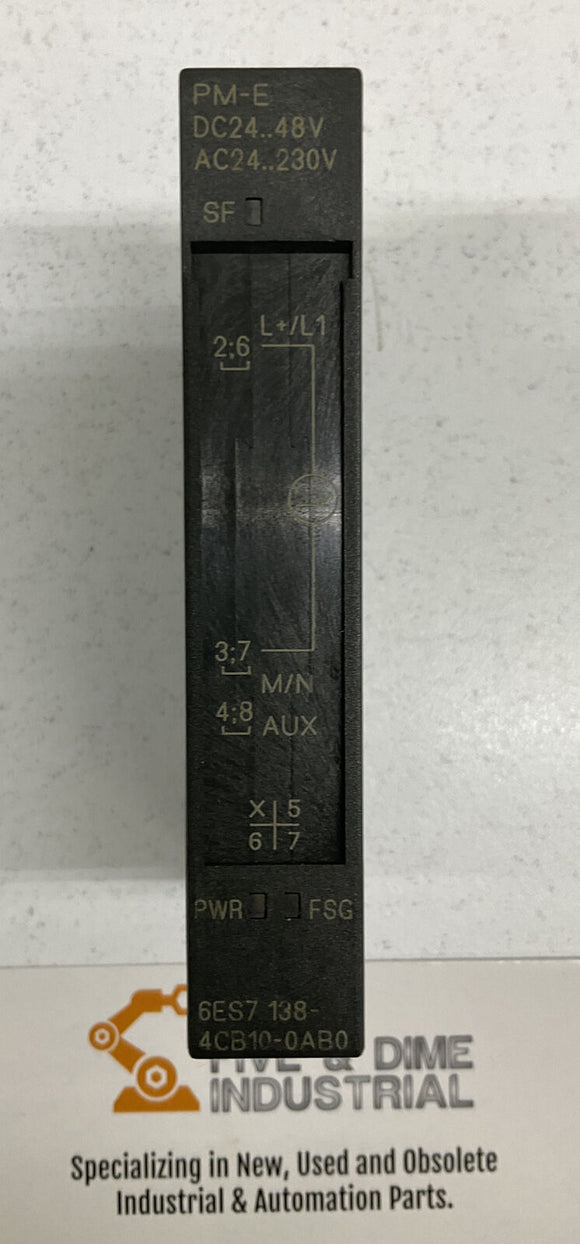 PM-E
DC24..48V
AC24..230V
SF
L+/L1
2;6
3;7
M/N
4;8
AUX
X 5
6 7
PWR FSG
6ES7 138-
4CB10-0AB0
FIVE & DIME
INDUSTRIAL
Specializing in New, Used and Obsolete
Industrial & Automation Parts.